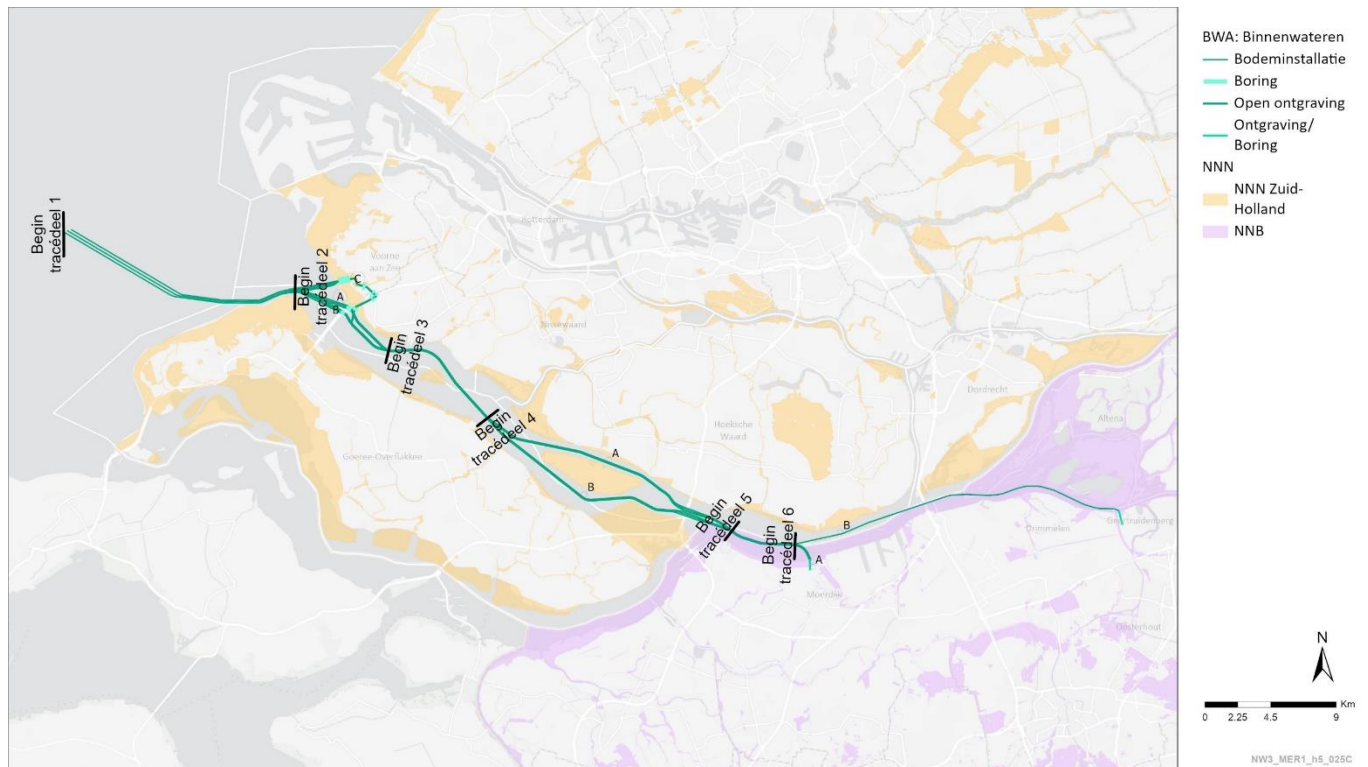 Begin
tracédeel 1
Begin
tracédeel 2
C
A
B
Begin
tracédeel 3
Begin
tracédeel 4
A
B
Begin
tracédeel 5
Begin
tracédeel 6
B
A
Rotterdam
Voorne
aan Zee
Nissewaard
Hoeksche
Waard
Dordrecht
Altena
Goeree-Overflakkee
Drimmelen
Geertruidenberg
Moerdijk
Oosterhout
BWA: Binnenwateren
Bodeminstallatie
Boring
Open ontgraving
Ontgraving/
Boring
NNN
NNN Zuid-
Holland
NNB
N
Km
0 2.25 4.5 9
NW3_MER1_h5_025C